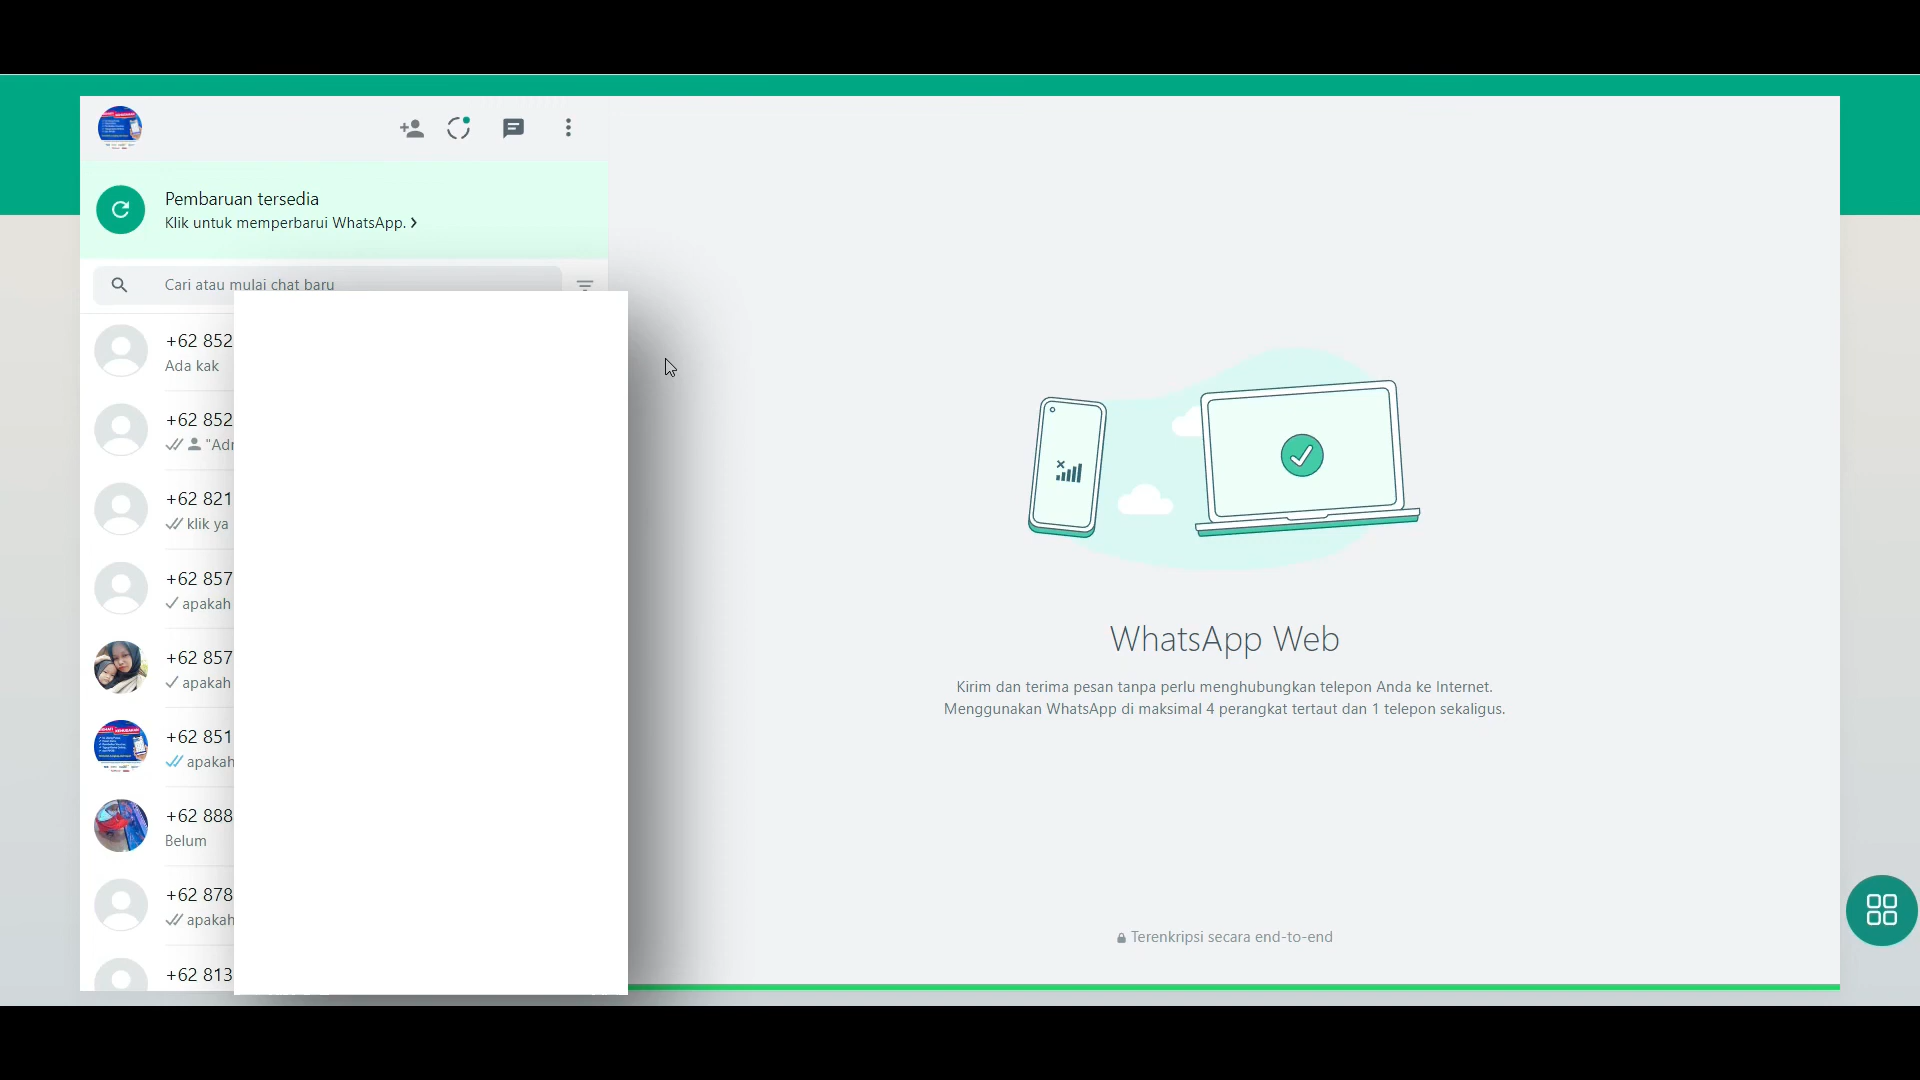 Pembaruan tersedia
Klik untuk memperbarui WhatsApp.
Cari atau mulai chat baru
+62 852
Ada kak
+62 852
+62 821
klik ya
+62 857
apakah
+62 857
apakah
+62 851
apakah
+62 888
Belum
+62 878
apakah
+62 813
WhatsApp Web
Kirim dan terima pesan tanpa perlu menghubungkan telepon Anda ke Internet.
Menggunakan WhatsApp di maksimal 4 perangkat tertaut dan 1 telepon sekaligus.
Terenkripsi secara end-to-end